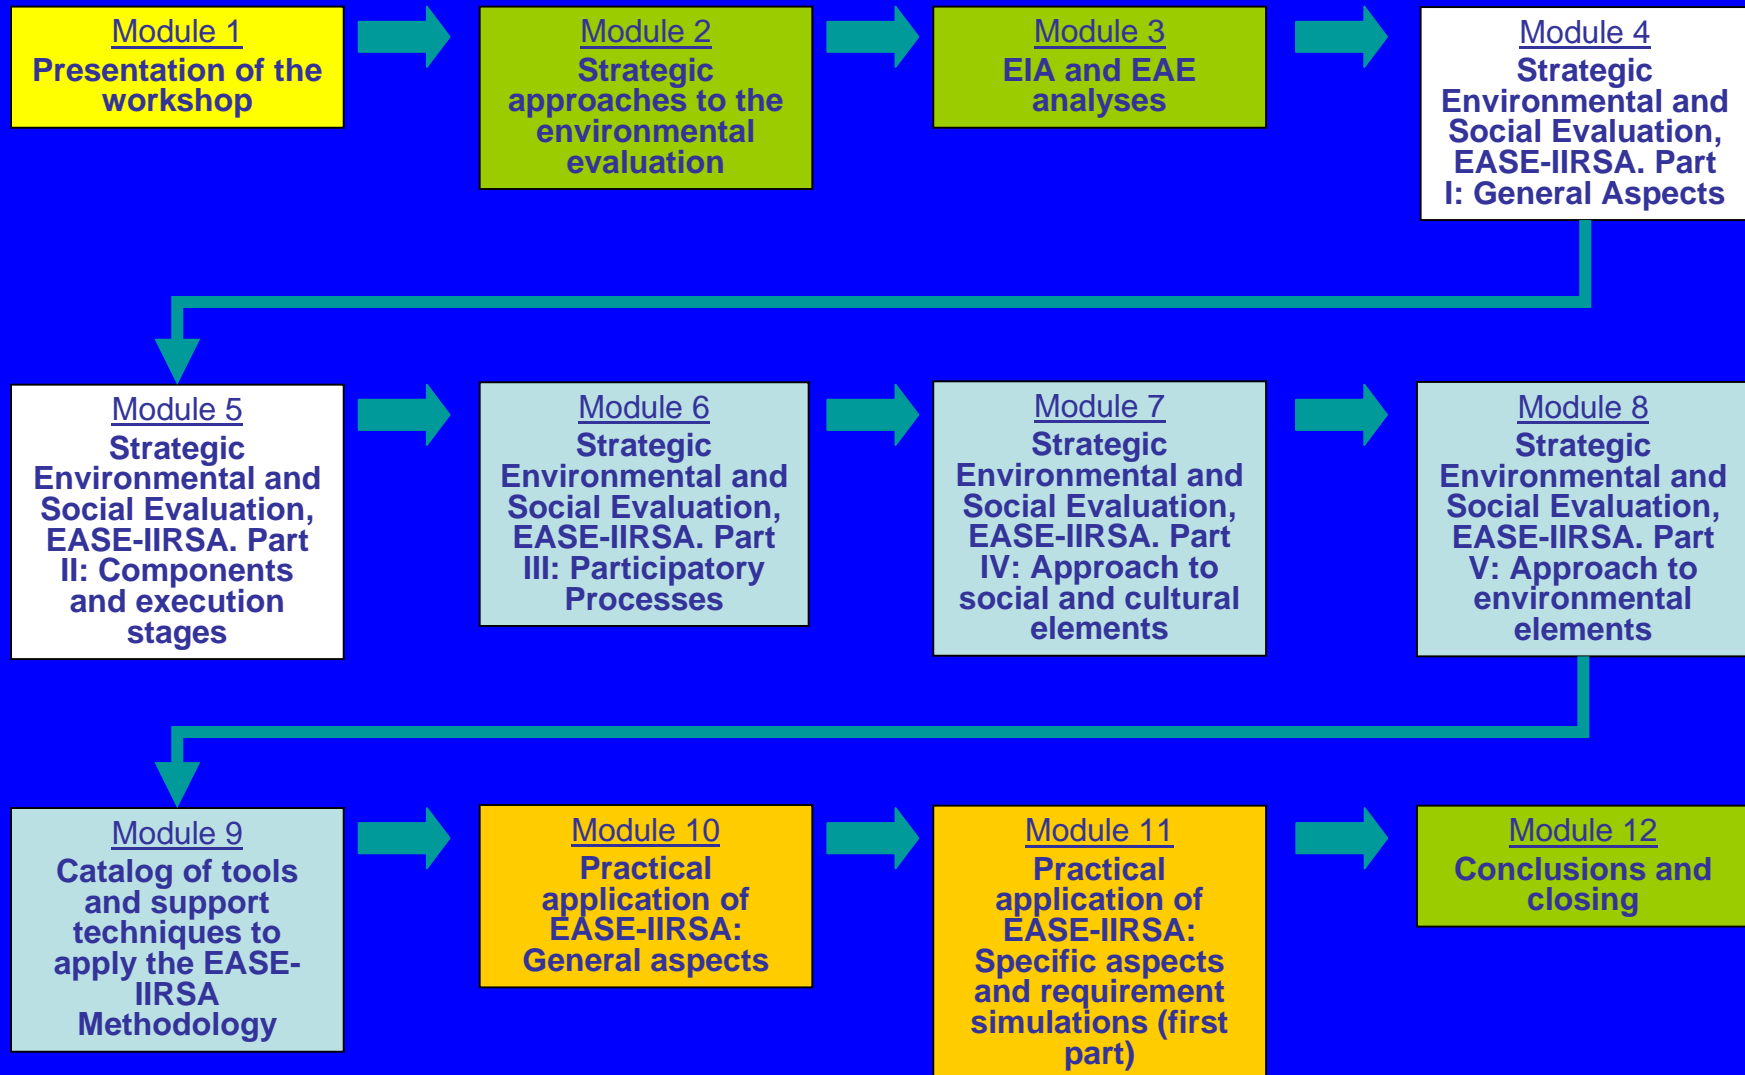 Module 1
Presentation of the
workshop
Module 2
Strategic
approaches to the
environmental
evaluation
Module 3
EIA and EAE
analyses
Module 4
Strategic
Environmental and
Social Evaluation,
EASE-IIRSA. Part
I: General Aspects
Module 5
Strategic
Environmental and
Social Evaluation,
EASE-IIRSA. Part
II: Components
and execution
stages
Module 6
Strategic
Environmental and
Social Evaluation,
EASE-IIRSA. Part
III: Participatory
Processes
Module 7
Strategic
Environmental and
Social Evaluation,
EASE-IIRSA. Part
IV: Approach to
social and cultural
elements
Module 8
Strategic
Environmental and
Social Evaluation,
EASE-IIRSA. Part
V: Approach to
environmental
elements
Module 9
Catalog of tools
and support
techniques to
apply the EASE-
IIRSA
Methodology
Module 10
Practical
application of
EASE-IIRSA:
General aspects
Module 11
Practical
application of
EASE-IIRSA:
Specific aspects
and requirement
simulations (first
part)
Module 12
Conclusions and
closing